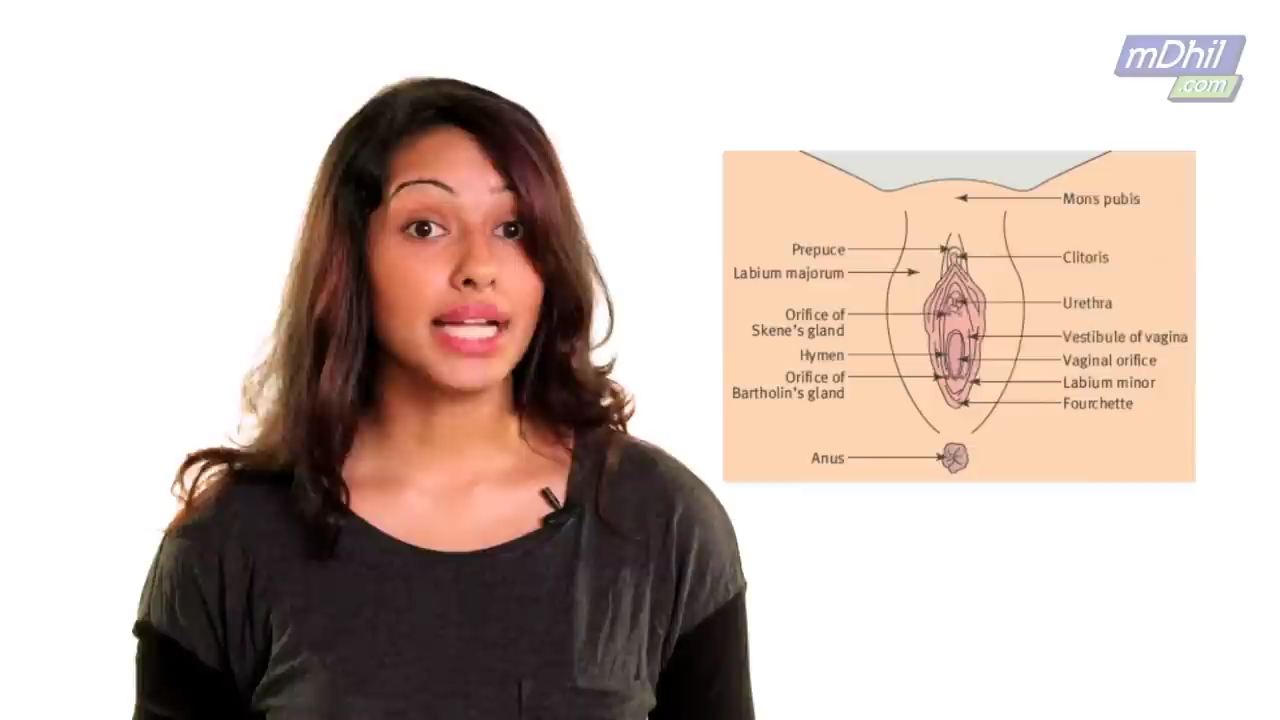 mDhil
.com
Mons pubis
Prepuce
Clitoris
Labium majorum
Urethra
Orifice of
Skene's gland
Vestibule of vagina
Hymen
Vaginal orifice
Orifice of
Bartholin's gland
Labium minor
Fourchette
Anus